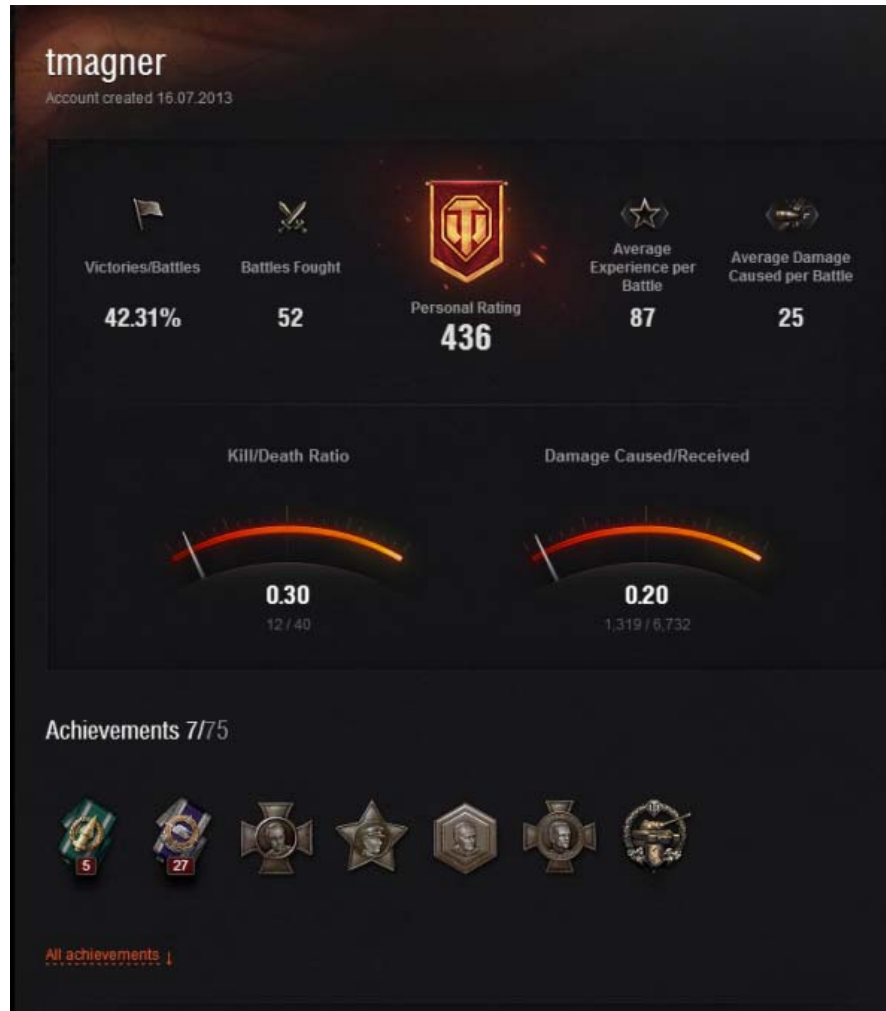 tmagner
Account created 16.07.2013
Victories/Battles
42.31%
Battles Fought
52
Personal Rating
436
Average
Experience per
Battle
87
Average Damage
Caused per Battle
25
Kill/Death Ratio
0.30
12 / 40
Damage Caused/Received
0.20
1,319 / 6,732
Achievements 7/75
5
27
All achievements ↓